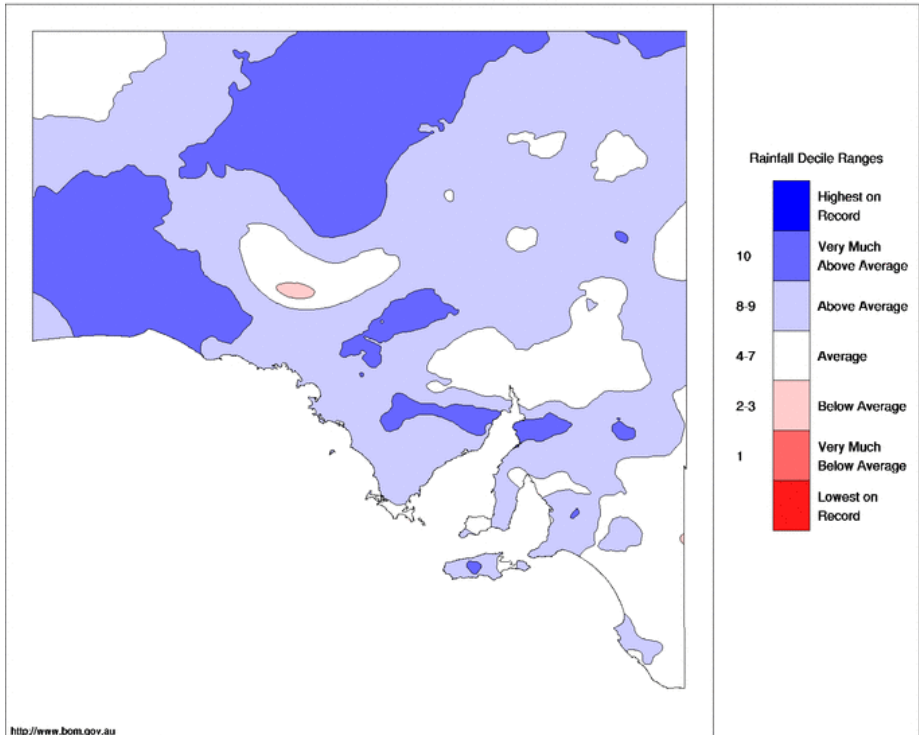 Rainfall Decile Ranges
Highest on
Record
10
Very Much
Above Average
8-9
Above Average
4-7
Average
2-3
Below Average
1
Very Much
Below Average
Lowest on
Record
http://www.bom.gov.au